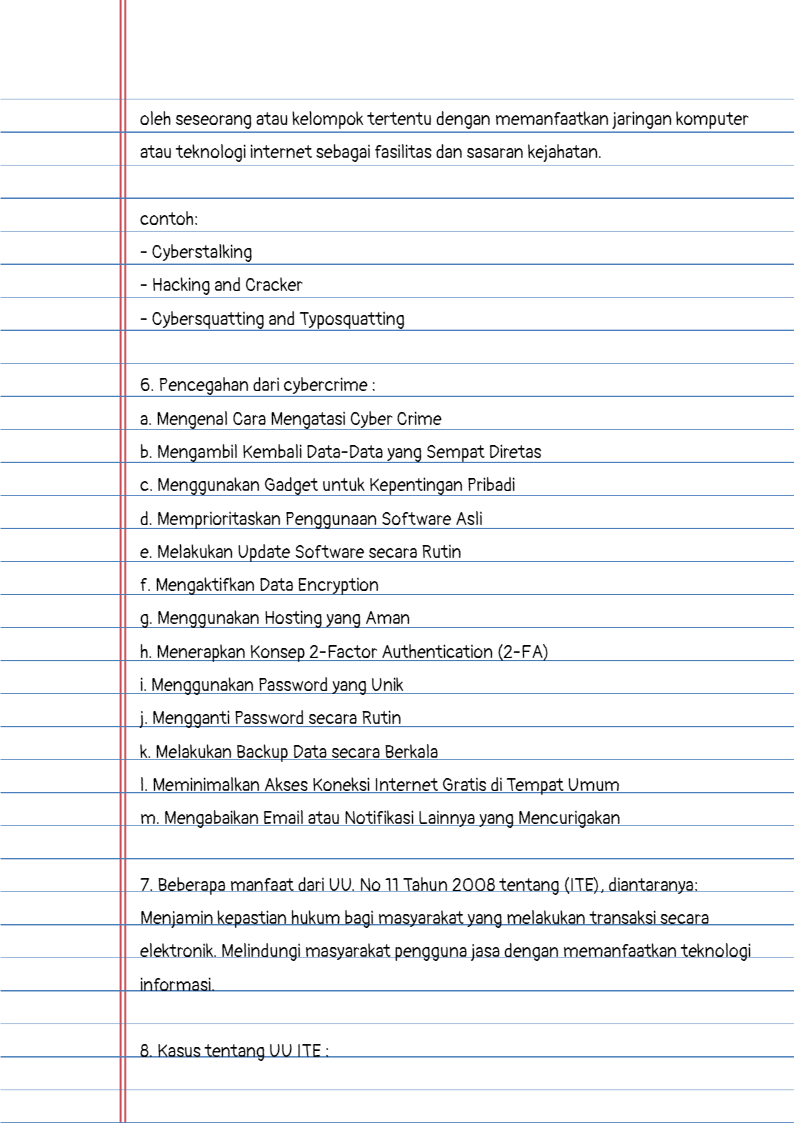 oleh seseorang atau kelompok tertentu dengan memanfaatkan jaringan komputer
atau teknologi internet sebagai fasilitas dan sasaran kejahatan.
contoh:
- Cyberstalking
- Hacking and Cracker
- Cybersquatting and Typosquatting
6. Pencegahan dari cybercrime :
a. Mengenal Cara Mengatasi Cyber Crime
b. Mengambil Kembali Data-Data yang Sempat Diretas
c. Menggunakan Gadget untuk Kepentingan Pribadi
d. Memprioritaskan Penggunaan Software Asli
e. Melakukan Update Software secara Rutin
f. Mengaktifkan Data Encryption
g. Menggunakan Hosting yang Aman
h. Menerapkan Konsep 2-Factor Authentication (2-FA)
i. Menggunakan Password yang Unik
j. Mengganti Password secara Rutin
k. Melakukan Backup Data secara Berkala
l. Meminimalkan Akses Koneksi Internet Gratis di Tempat Umum
m. Mengabaikan Email atau Notifikasi Lainnya yang Mencurigakan
7. Beberapa manfaat dari UU. No 11 Tahun 2008 tentang (ITE), diantaranya:
Menjamin kepastian hukum bagi masyarakat yang melakukan transaksi secara
elektronik. Melindungi masyarakat pengguna jasa dengan memanfaatkan teknologi
informasi.
8. Kasus tentang UU ITE :